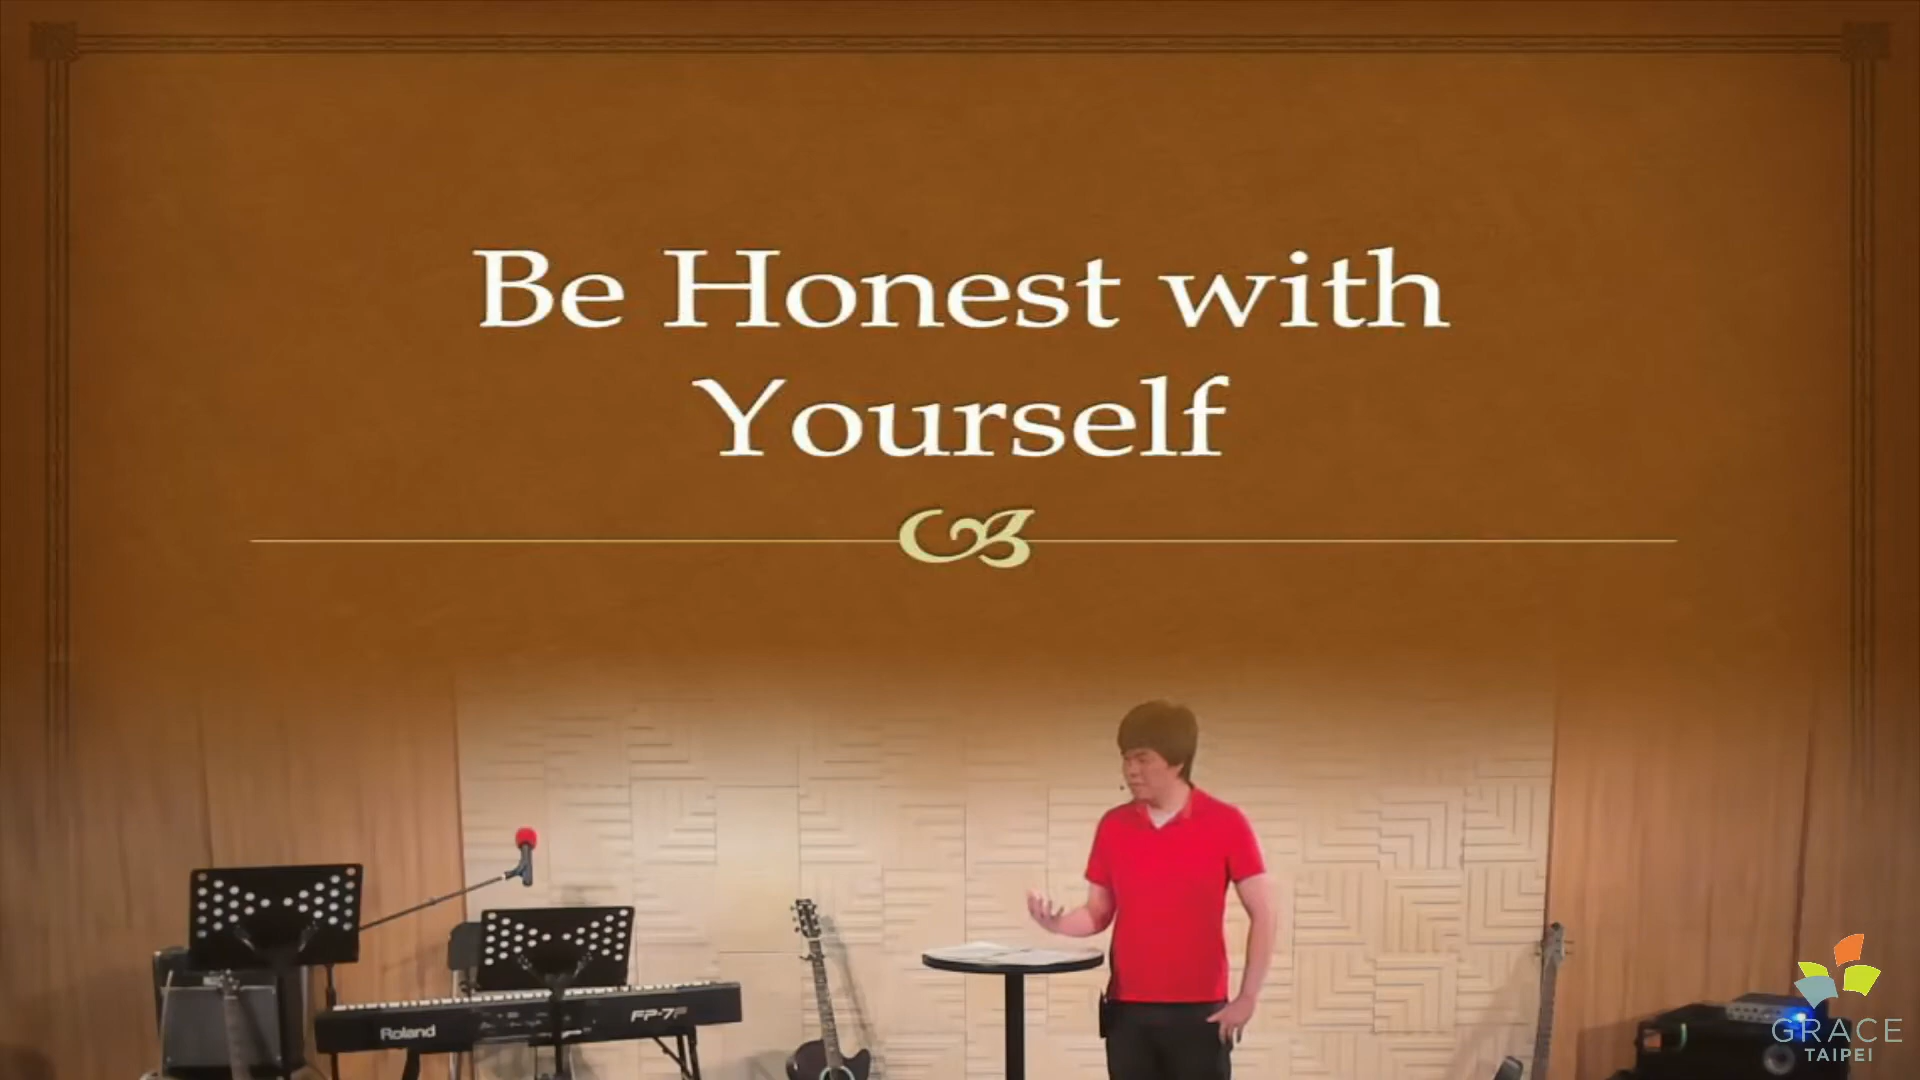 Be Honest with
Yourself
Roland
FP-7F
GRACE
TAIPEI